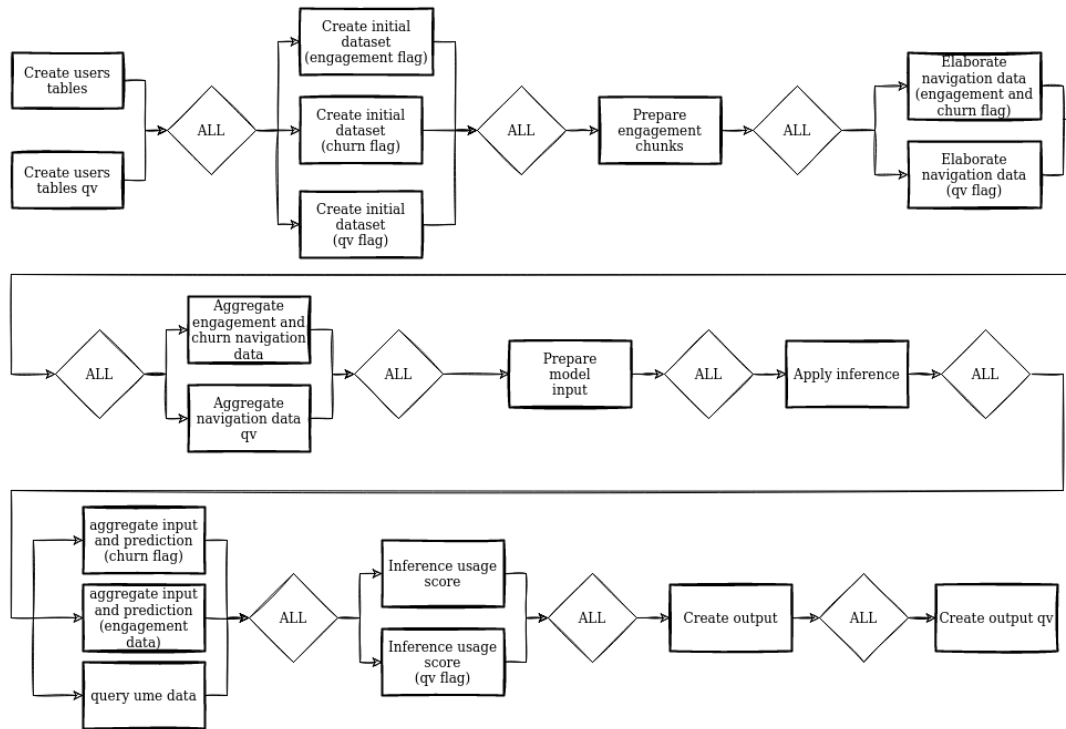 Create users
tables
Create users
tables qv
ALL
Create initial
dataset
(engagement flag)
Create initial
dataset
(churn flag)
Create initial
dataset
(qv flag)
ALL
Prepare
engagement
chunks
ALL
Elaborate
navigation data
(engagement and
churn flag)
Elaborate
navigation data
(qv flag)
ALL
Aggregate
engagement and
churn navigation
data
Aggregate
navigation data
qv
ALL
Prepare
model
input
ALL
Apply inference
ALL
aggregate input
and prediction
(churn flag)
aggregate input
and prediction
(engagement
data)
query ume data
ALL
Inference usage
score
Inference usage
score
(qv flag)
ALL
Create output
ALL
Create output qv